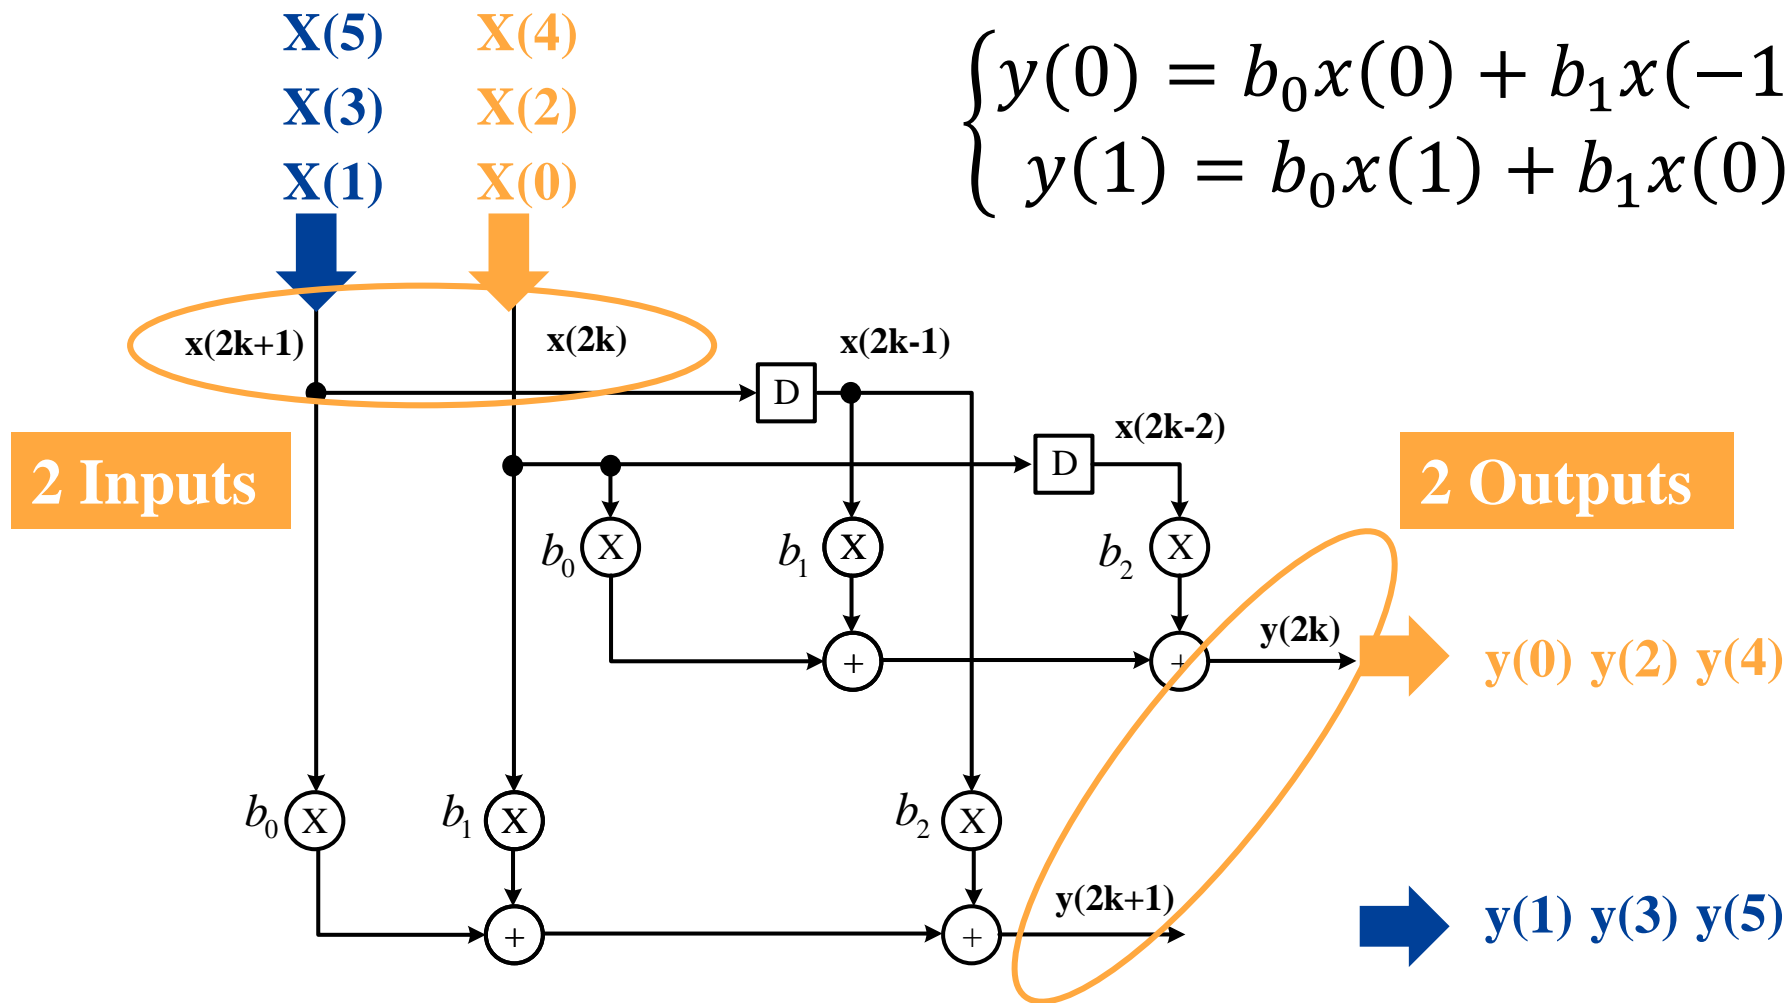 X(5) X(4)
X(3) X(2)
X(1) X(0)
{y(0) = b₀x(0) + b₁x(−1
y(1) = b₀x(1) + b₁x(0)
x(2k+1) x(2k) x(2k-1)
D
x(2k-2)
D
2 Inputs
2 Outputs
b₀ X b₁ X b₂ X
+ + y(2k)
y(0) y(2) y(4)
b₀ X b₁ X b₂ X
+ + y(2k+1)
y(1) y(3) y(5)